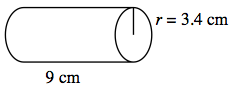 r = 3.4 cm
9 cm